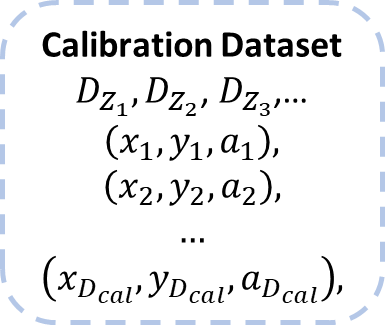 Calibration Dataset
D_{Z_1}, D_{Z_2}, D_{Z_3},...
(x_1, y_1, a_1),
(x_2, y_2, a_2),
...
(x_{D_{cal}}, y_{D_{cal}}, a_{D_{cal}}),